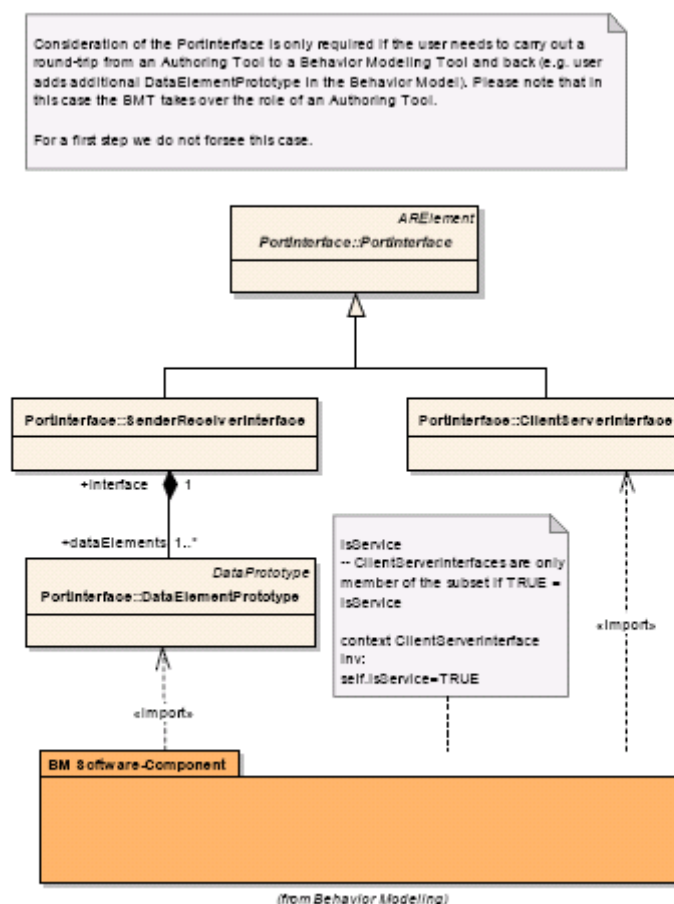 Consideration of the PortInterface is only required if the user needs to carry out a
round-trip from an Authoring Tool to a Behavior Modeling Tool and back (e.g. user
adds additional DataElementPrototype in the Behavior Model). Please note that in
this case the BMT takes over the role of an Authoring Tool.
For a first step we do not forsee this case.
ARElement
PortInterface::PortInterface
PortInterface::SenderReceiverInterface
PortInterface::ClientServerInterface
+interface 1
+dataElements 1..*
DataPrototype
PortInterface::DataElementPrototype
isService
-- ClientServerInterfaces are only
member of the subset if TRUE =
isService
context ClientServerInterface
inv:
self.isService=TRUE
«import»
«import»
BM Software-Component
(from Behavior Modeling)